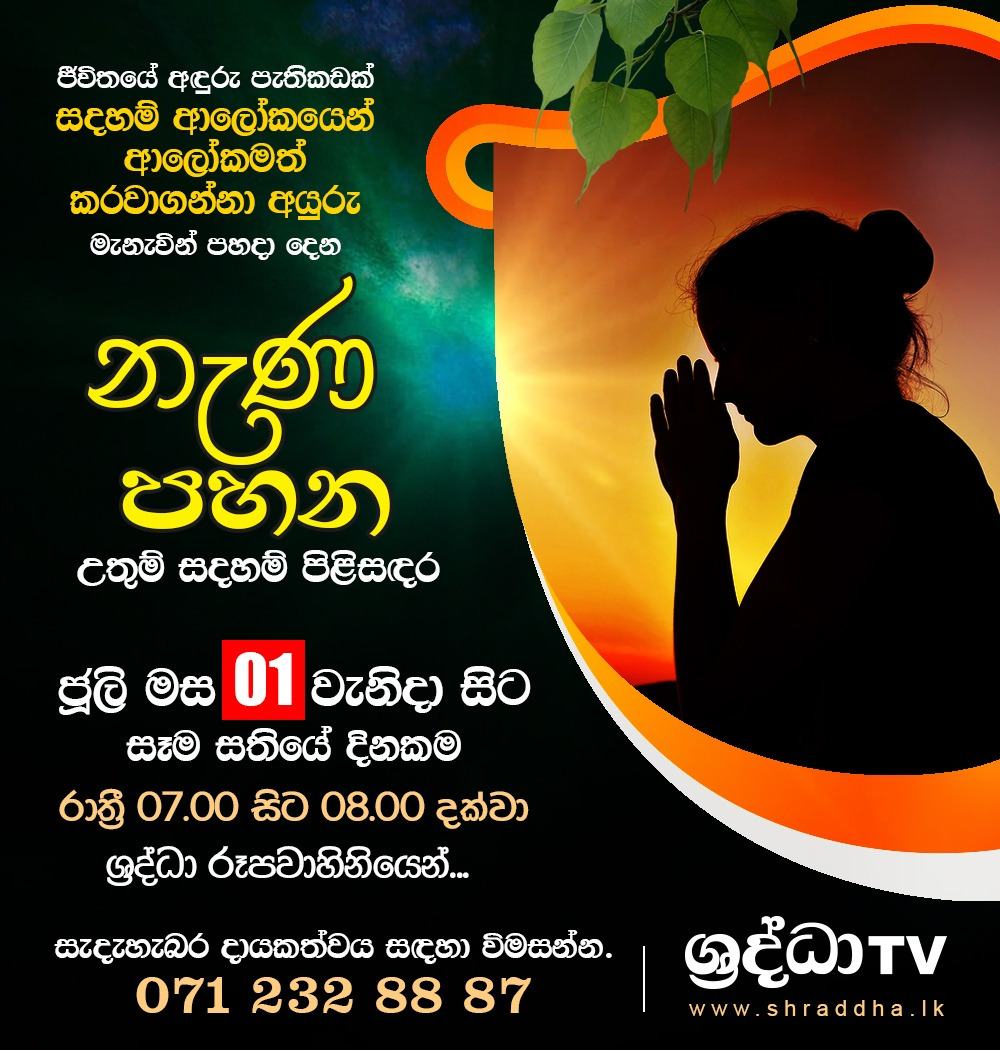 ජීවිතයේ අඳුරු පැතිකඩක්
සදහම් ආලෝකයෙන්
ආලෝකමත්
කරවාගන්නා අයුරු
මැනැවින් පහදා දෙන
නැණ
පහන
උතුම් සදහම් පිළිසඳර
ජූලි මස 01 වැනිදා සිට
සෑම සතියේ දිනකම
රාත්‍රී 07.00 සිට 08.00 දක්වා
ශ්‍රද්ධා රූපවාහිනියෙන්...
සැදැහැබර දායකත්වය සඳහා විමසන්න.
071 232 88 87
ශ්‍රද්ධා TV
www.shraddha.lk